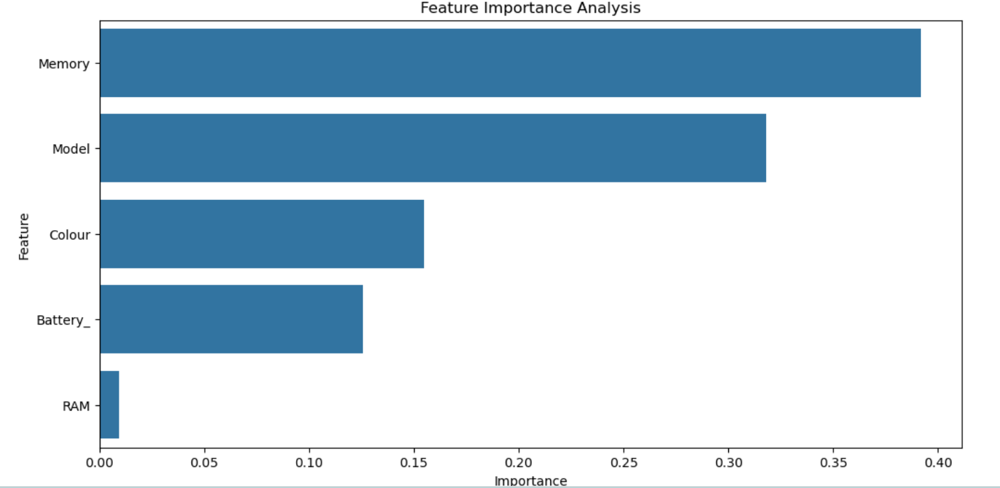 Feature Importance Analysis
Feature
Memory
Model
Colour
Battery_
RAM
0.00 0.05 0.10 0.15 0.20 0.25 0.30 0.35 0.40
Importance